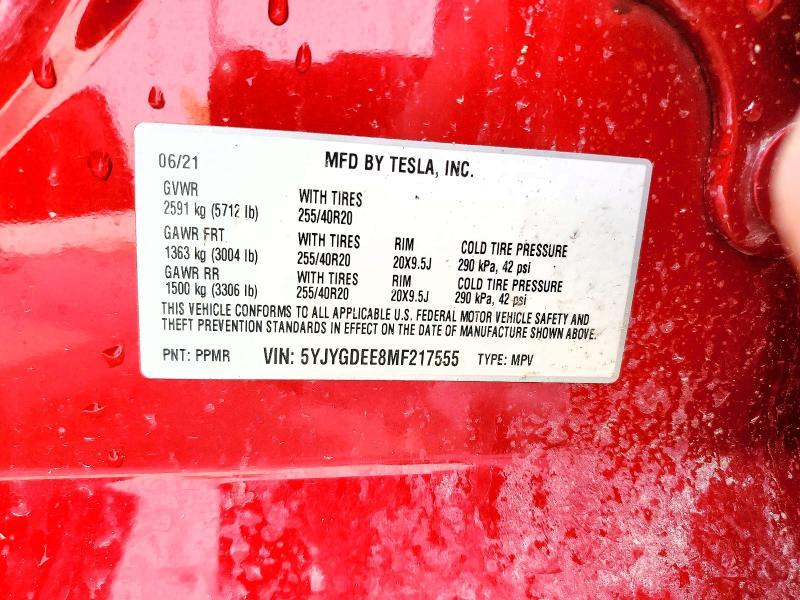 06/21 MFD BY TESLA, INC.
GVWR
2591 kg (5712 lb) WITH TIRES
255/40R20
GAWR FRT WITH TIRES RIM COLD TIRE PRESSURE
1363 kg (3004 lb) 255/40R20 20X9.5J 290 kPa, 42 psi
GAWR RR WITH TIRES RIM COLD TIRE PRESSURE
1500 kg (3306 lb) 255/40R20 20X9.5J 290 kPa, 42 psi
THIS VEHICLE CONFORMS TO ALL APPLICABLE U.S. FEDERAL MOTOR VEHICLE SAFETY AND
THEFT PREVENTION STANDARDS IN EFFECT ON THE DATE OF MANUFACTURE SHOWN ABOVE.
PNT: PPMR VIN: 5YJYGDEE8MF217555 TYPE: MPV